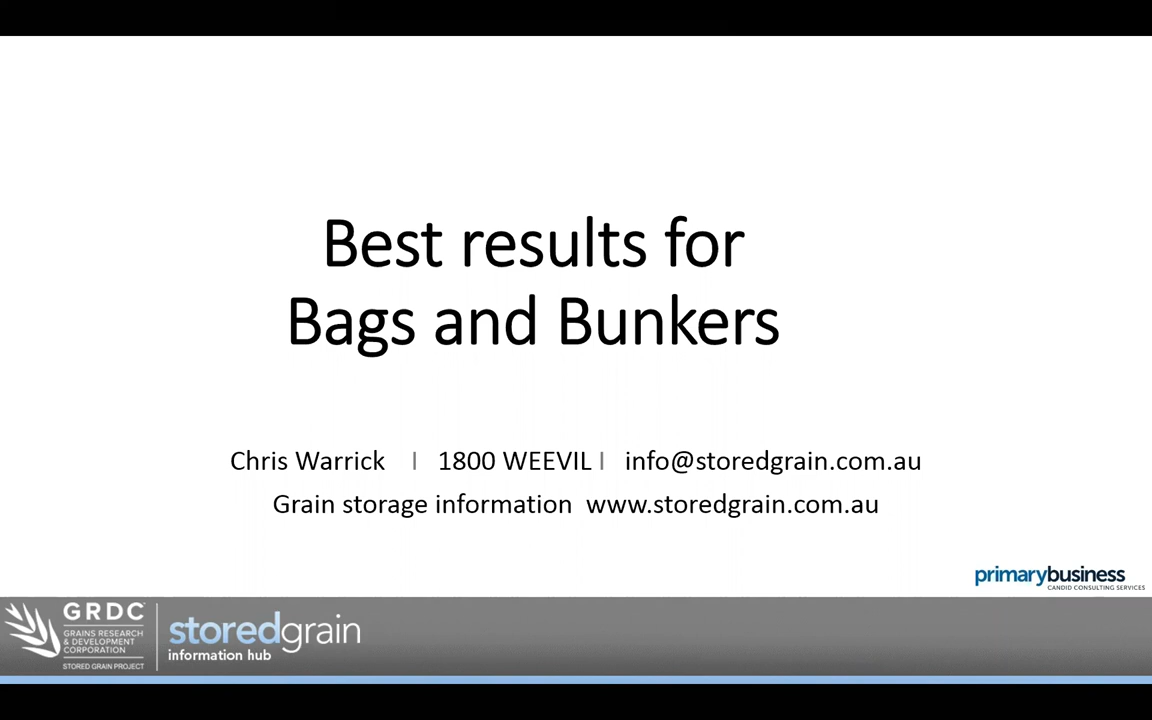 Best results for
Bags and Bunkers
Chris Warrick | 1800 WEEVIL | info@storedgrain.com.au
Grain storage information www.storedgrain.com.au
primarybusiness
CANDID CONSULTING SERVICES
GRDC
GRAINS RESEARCH
& DEVELOPMENT
CORPORATION
STORED GRAIN PROJECT
storedgrain
information hub